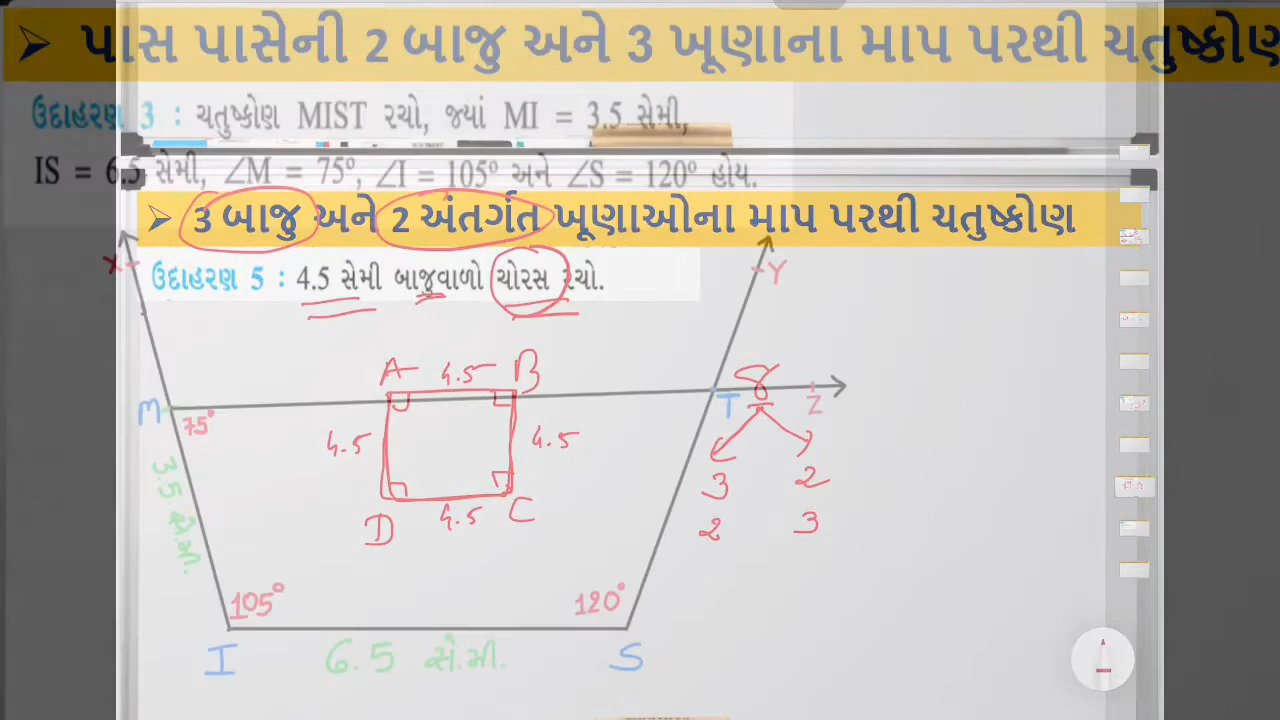 ➢ પાસ પાસેની 2 બાજુ અને 3 ખૂણાના માપ પરથી ચતુષ્કોણ
ઉદાહરણ 3 : ચતુષ્કોણ MIST રચો, જ્યાં MI = 3.5 સેમી,
IS = 6.5 સેમી, ∠M = 75°, ∠I = 105° અને ∠S = 120° હોય.
➢ 3 બાજુ અને 2 અંતર્ગત ખૂણાઓના માપ પરથી ચતુષ્કોણ
X
Y
ઉદાહરણ 5 : 4.5 સેમી બાજુવાળો ચોરસ રચો.
A 4.5 B
M 75°
T Z
4.5 4.5
3.5 સે.મી.
3 2
D 4.5 C
2 3
105° 120°
I 6.5 સે.મી. S